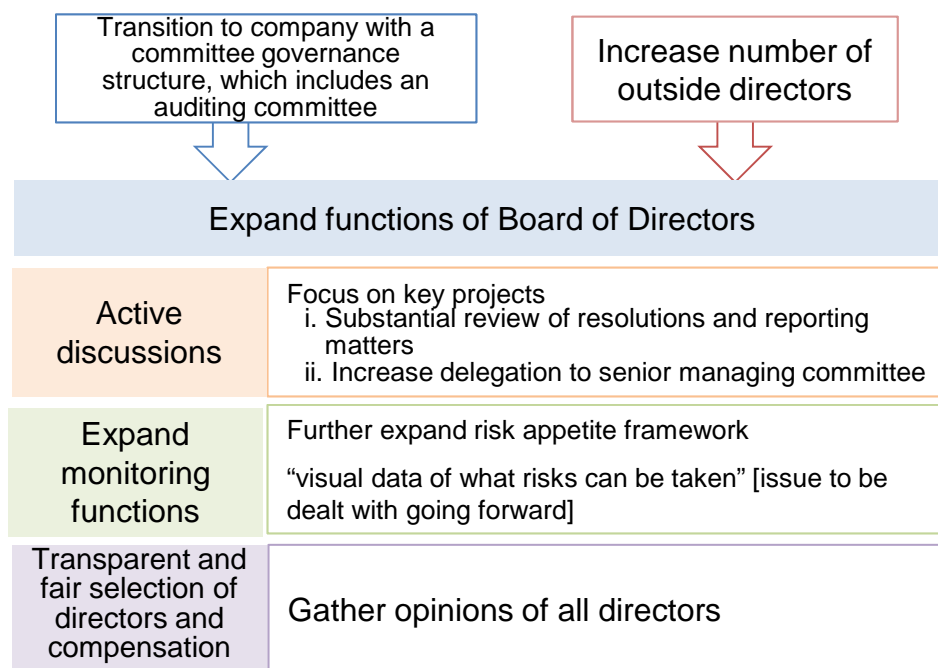 Transition to company with a
committee governance
structure, which includes an
auditing committee
Increase number of
outside directors
Expand functions of Board of Directors
Active
discussions
Focus on key projects
i. Substantial review of resolutions and reporting
matters
ii. Increase delegation to senior managing committee
Expand
monitoring
functions
Further expand risk appetite framework
“visual data of what risks can be taken” [issue to be
dealt with going forward]
Transparent and
fair selection of
directors and
compensation
Gather opinions of all directors